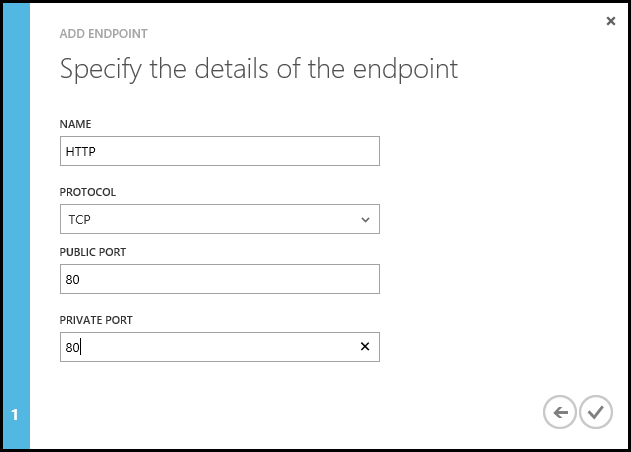 ADD ENDPOINT
Specify the details of the endpoint
NAME
HTTP
PROTOCOL
TCP
PUBLIC PORT
80
PRIVATE PORT
80
1